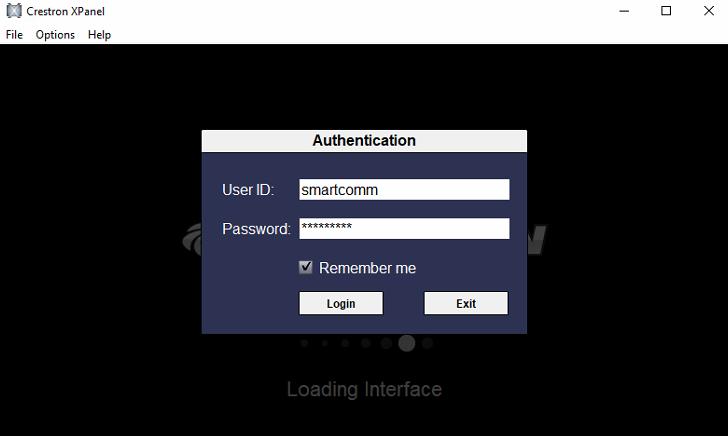 Crestron XPanel
File Options Help
Authentication
User ID: smartcomm
Password: *********
Remember me
Login Exit
Loading Interface